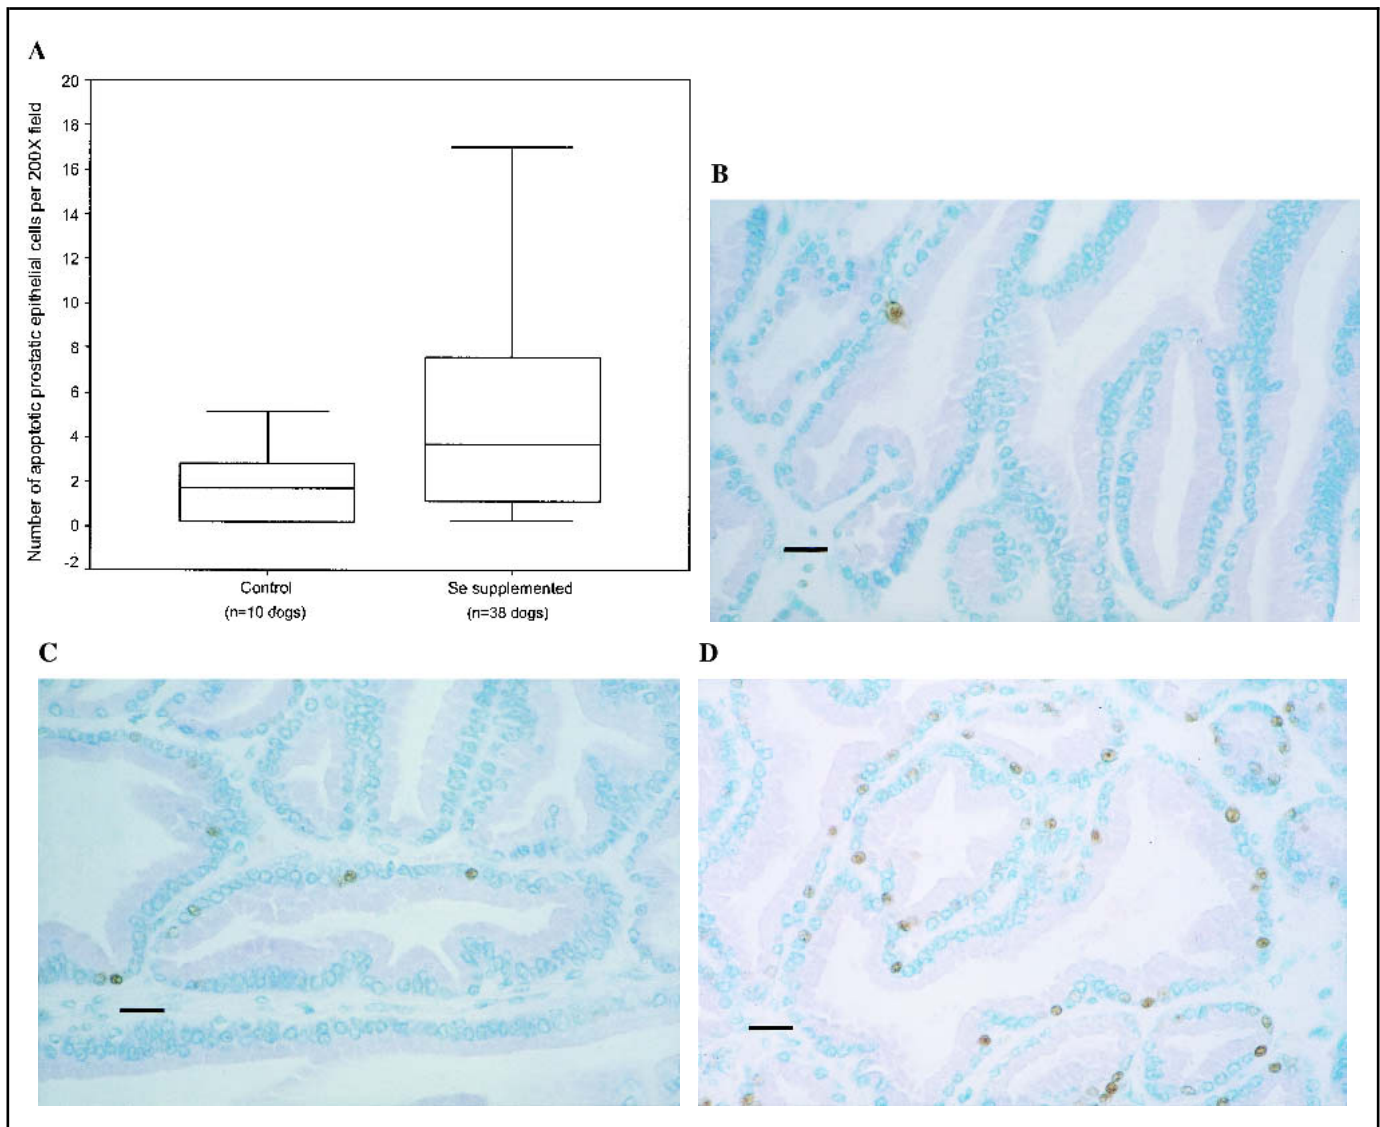 A
Number of apoptotic prostatic epithelial cells per 200X field
20
18
16
14
12
10
8
6
4
2
0
-2
Control
(n=10 dogs)
Se supplemented
(n=38 dogs)
B
C
D